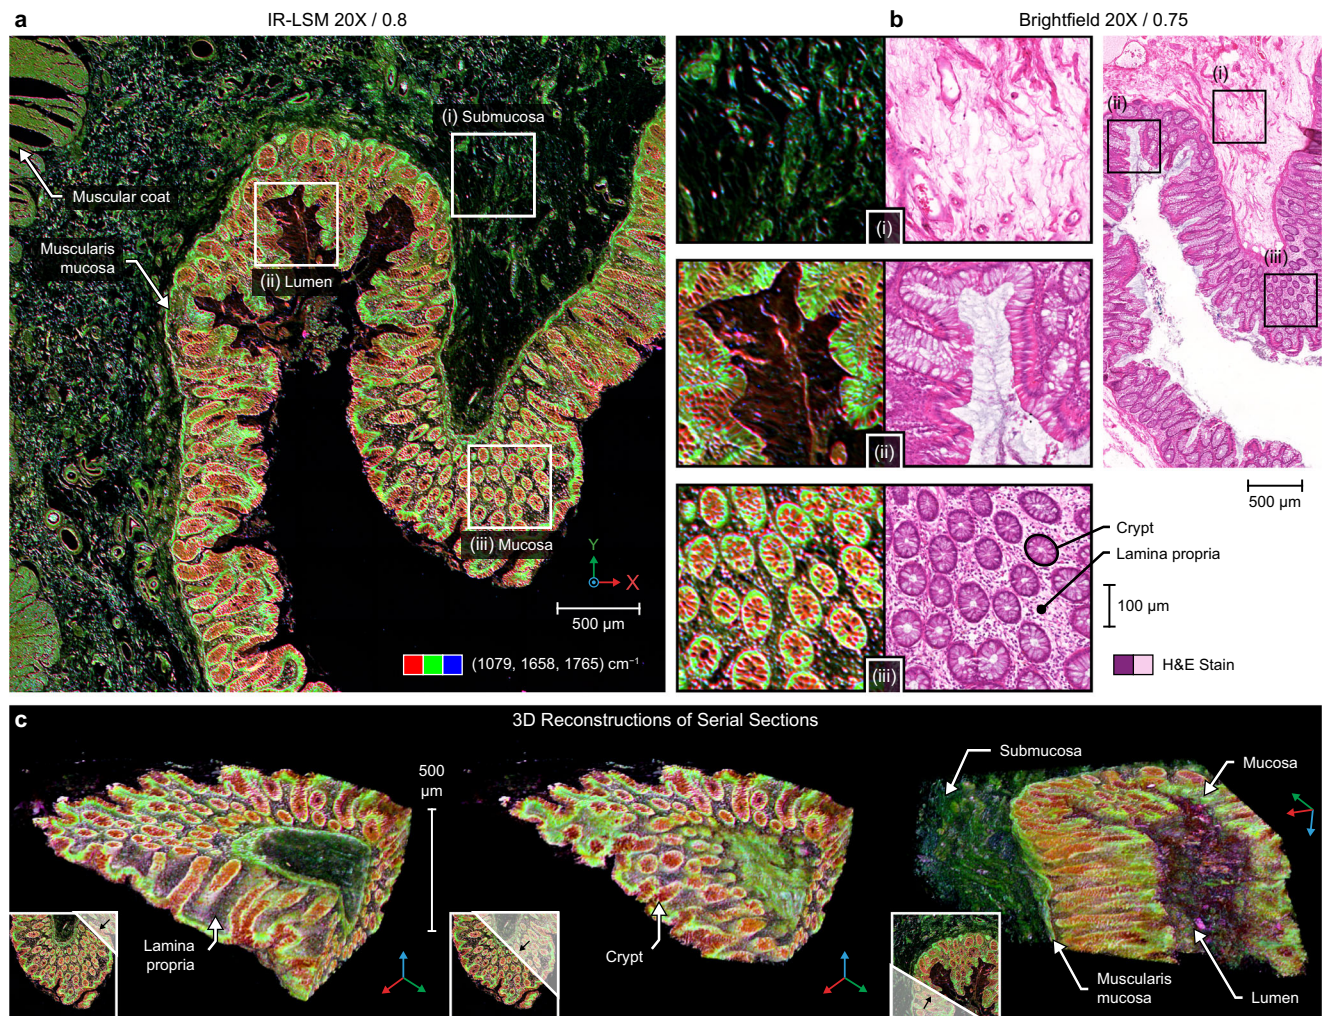 a
IR-LSM 20X / 0.8
b
Brightfield 20X / 0.75
(i) Submucosa
Muscular coat
Muscularis
mucosa
(ii) Lumen
(iii) Mucosa
Y
X
500 µm
(1079, 1658, 1765) cm⁻¹
(i)
(ii)
(iii)
(i)
(ii)
(iii)
500 µm
Crypt
Lamina propria
100 µm
H&E Stain
c
3D Reconstructions of Serial Sections
500
µm
Lamina
propria
Crypt
Submucosa
Mucosa
Muscularis
mucosa
Lumen